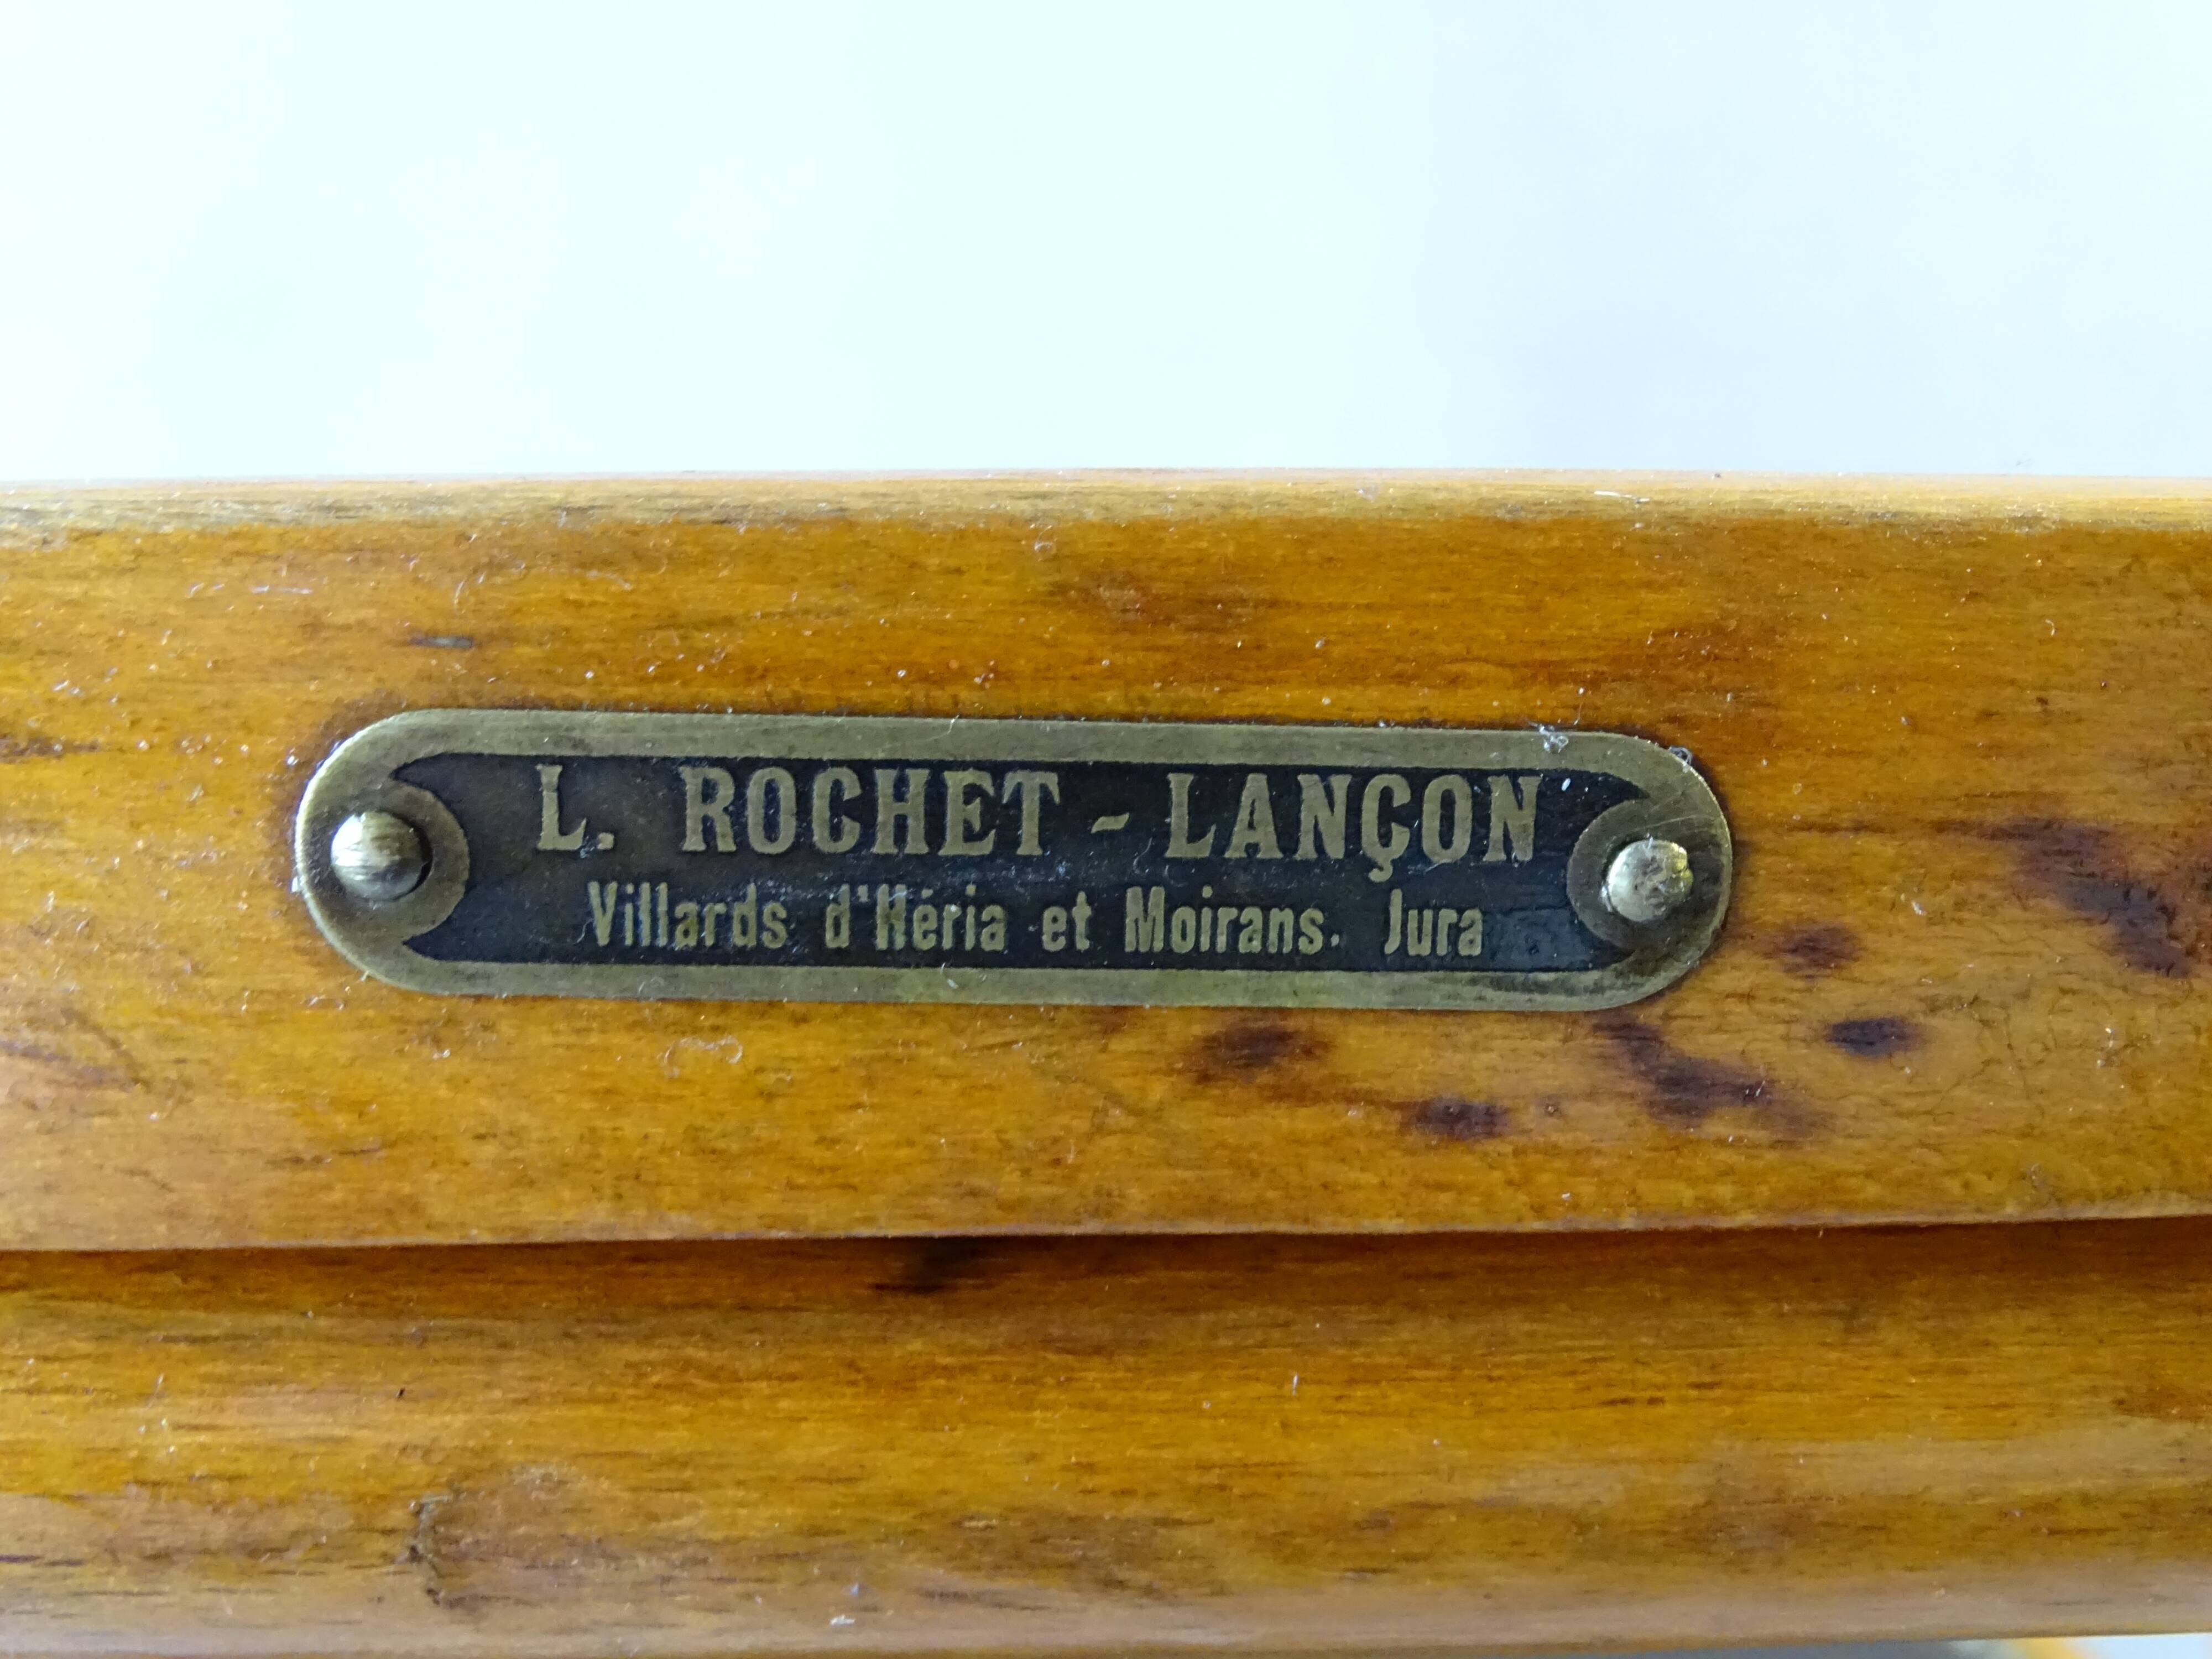 L. ROCHET - LANÇON
Villards d'Héria et Moirans. Jura